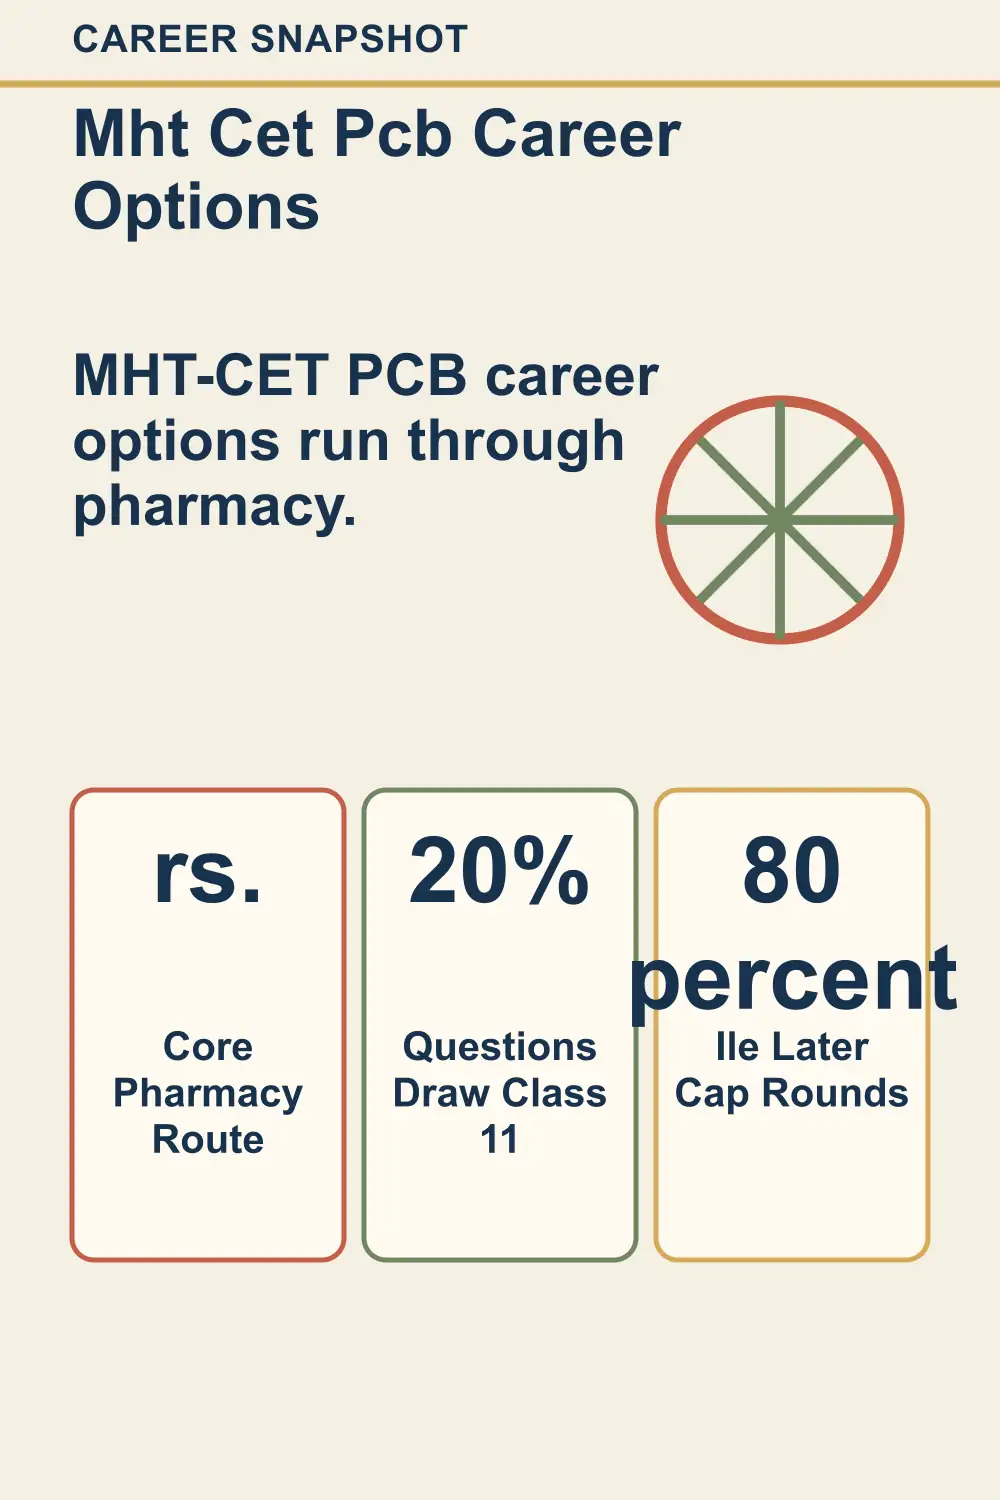 CAREER SNAPSHOT
Mht Cet Pcb Career
Options
MHT-CET PCB career
options run through
pharmacy.
rs.
Core
Pharmacy
Route
20%
Questions
Draw Class
11
80
percent
Ile Later
Cap Rounds